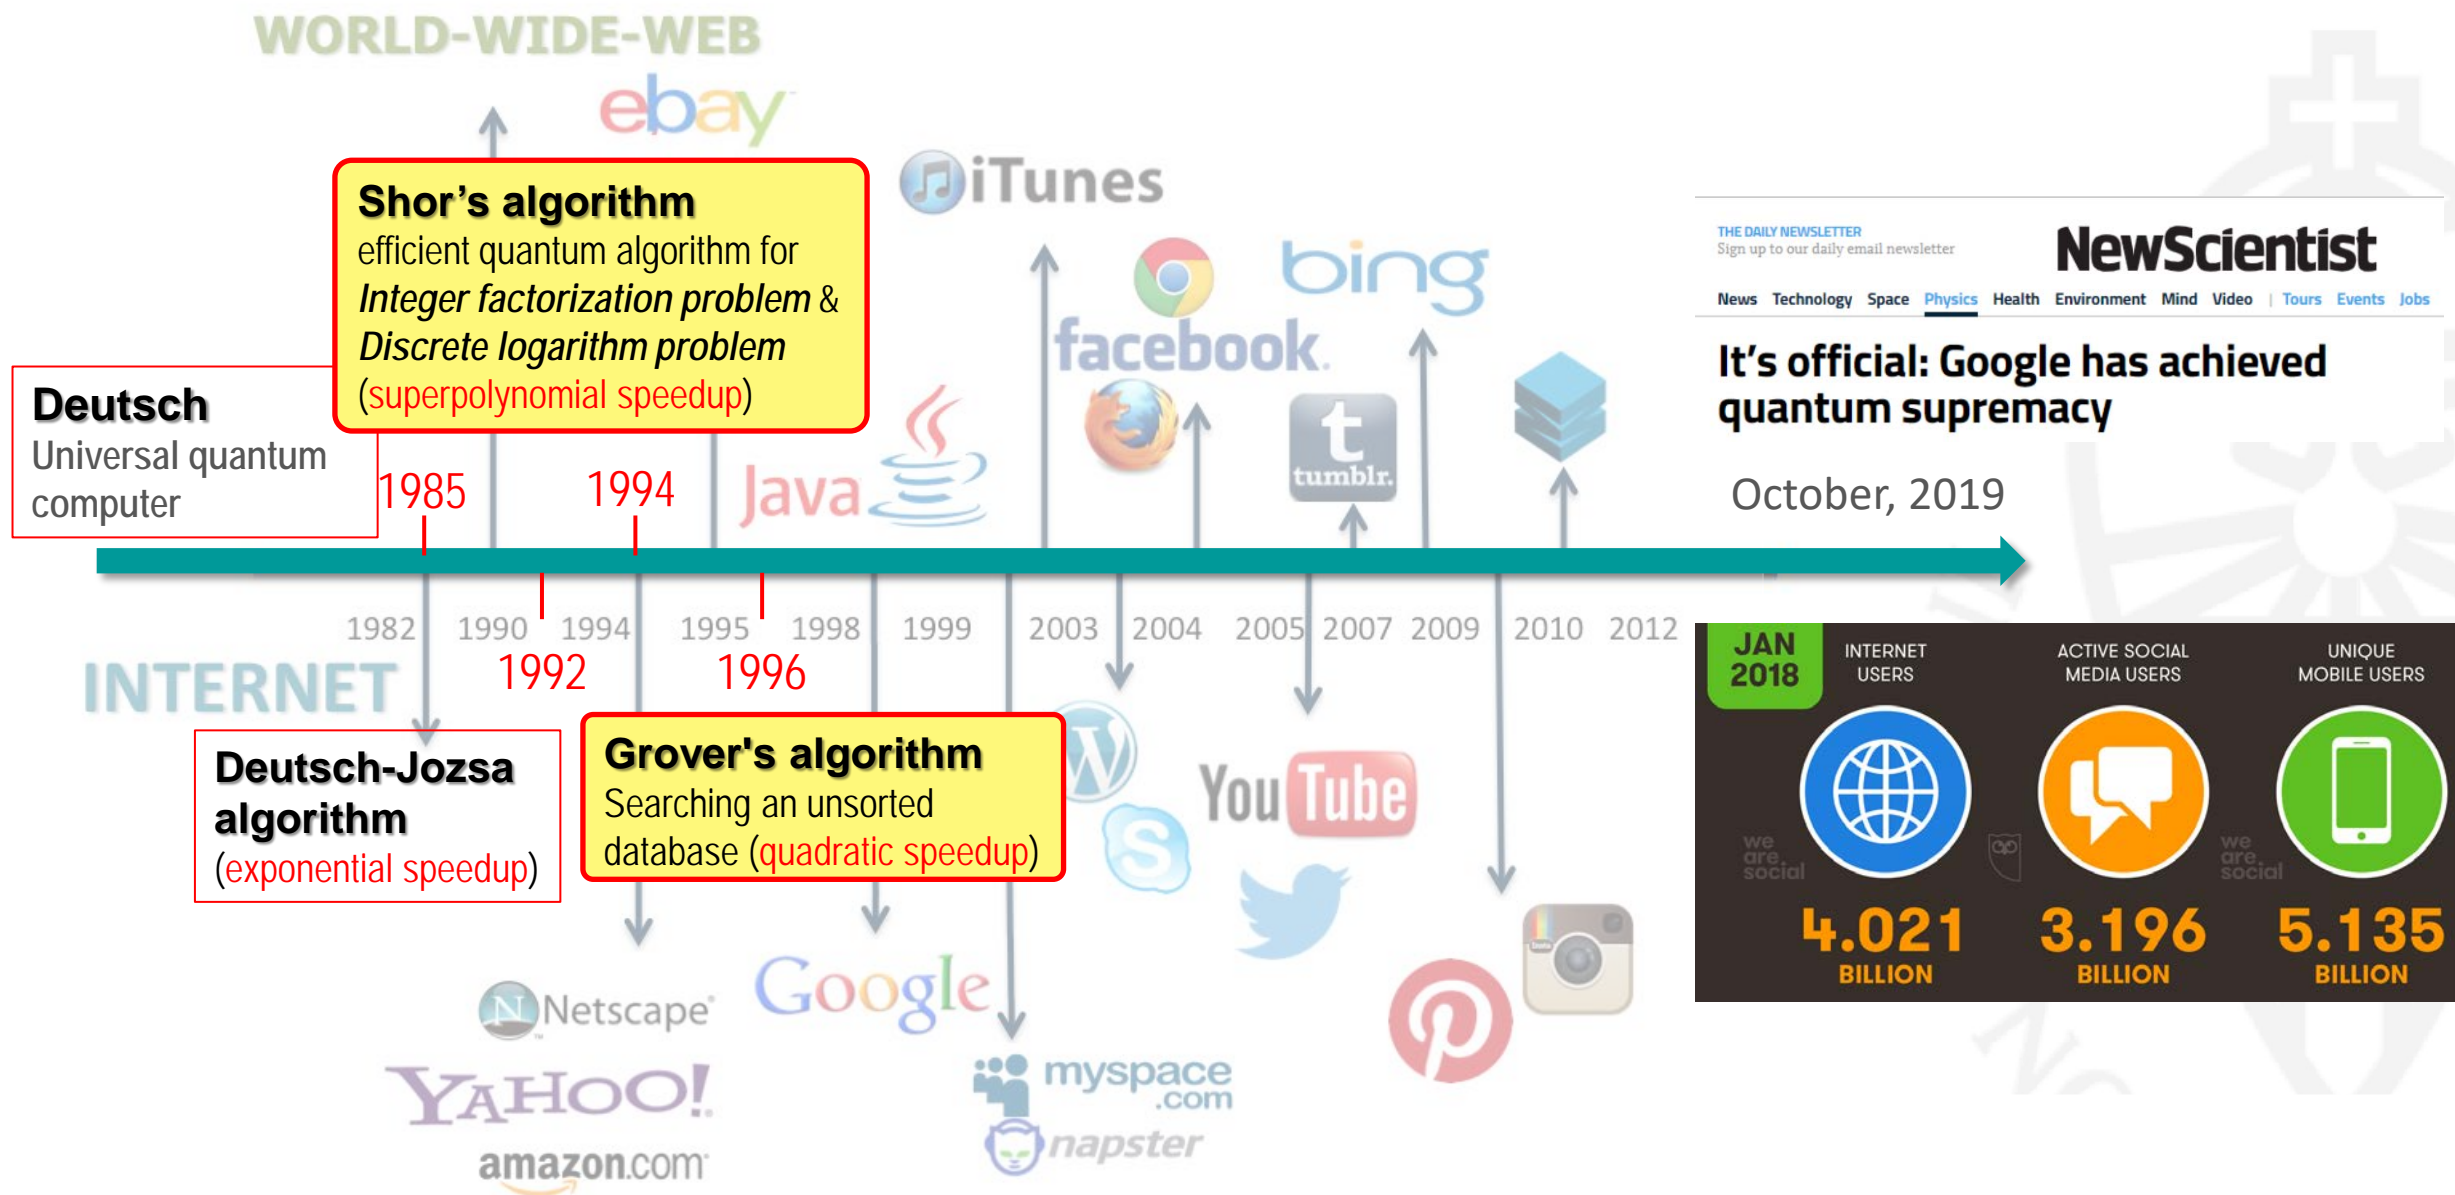 WORLD-WIDE-WEB
ebay
Shor's algorithm
efficient quantum algorithm for
Integer factorization problem &
Discrete logarithm problem
(superpolynomial speedup)
iTunes
bing
facebook.
Java
t
tumblr.
Deutsch
Universal quantum
computer
1985
1994
THE DAILY NEWSLETTER
Sign up to our daily email newsletter
NewScientist
News Technology Space Physics Health Environment Mind Video | Tours Events Jobs
It's official: Google has achieved
quantum supremacy
October, 2019
1982 1990 1994 1995 1998 1999 2003 2004 2005 2007 2009 2010 2012
1992
1996
INTERNET
Deutsch-Jozsa
algorithm
(exponential speedup)
Grover's algorithm
Searching an unsorted
database (quadratic speedup)
W
S
YouTube
Insta
N
Netscape
Google
YAHOO!
amazon.com
myspace
.com
napster
JAN
2018
INTERNET
USERS
ACTIVE SOCIAL
MEDIA USERS
UNIQUE
MOBILE USERS
we
are
social
we
are
social
4.021
BILLION
3.196
BILLION
5.135
BILLION